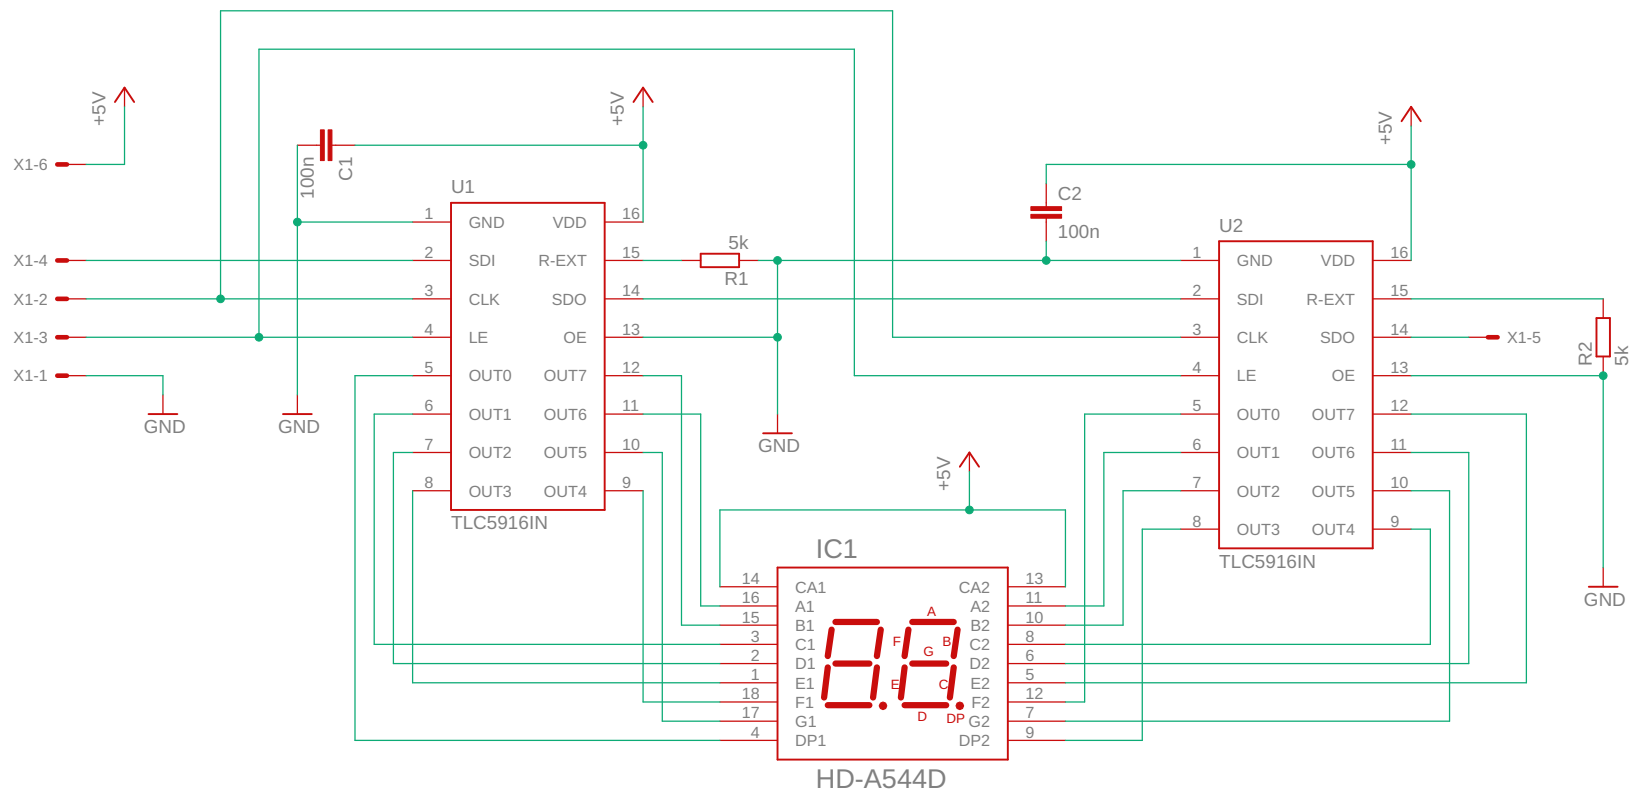 +5V
X1-6
X1-4
X1-2
X1-3
X1-1
GND
100n
C1
GND
+5V
U1
1 GND VDD 16
2 SDI R-EXT 15
3 CLK SDO 14
4 LE OE 13
5 OUT0 OUT7 12
6 OUT1 OUT6 11
7 OUT2 OUT5 10
8 OUT3 OUT4 9
TLC5916IN
5k
R1
GND
C2
100n
+5V
U2
1 GND VDD 16
2 SDI R-EXT 15
3 CLK SDO 14
4 LE OE 13
5 OUT0 OUT7 12
6 OUT1 OUT6 11
7 OUT2 OUT5 10
8 OUT3 OUT4 9
TLC5916IN
X1-5
R2
5k
GND
+5V
IC1
14 CA1 CA2 13
16 A1 A2 11
15 B1 B2 10
3 C1 C2 8
2 D1 D2 6
1 E1 E2 5
18 F1 F2 12
17 G1 G2 7
4 DP1 DP2 9
A
F B
G
E C
D DP
HD-A544D